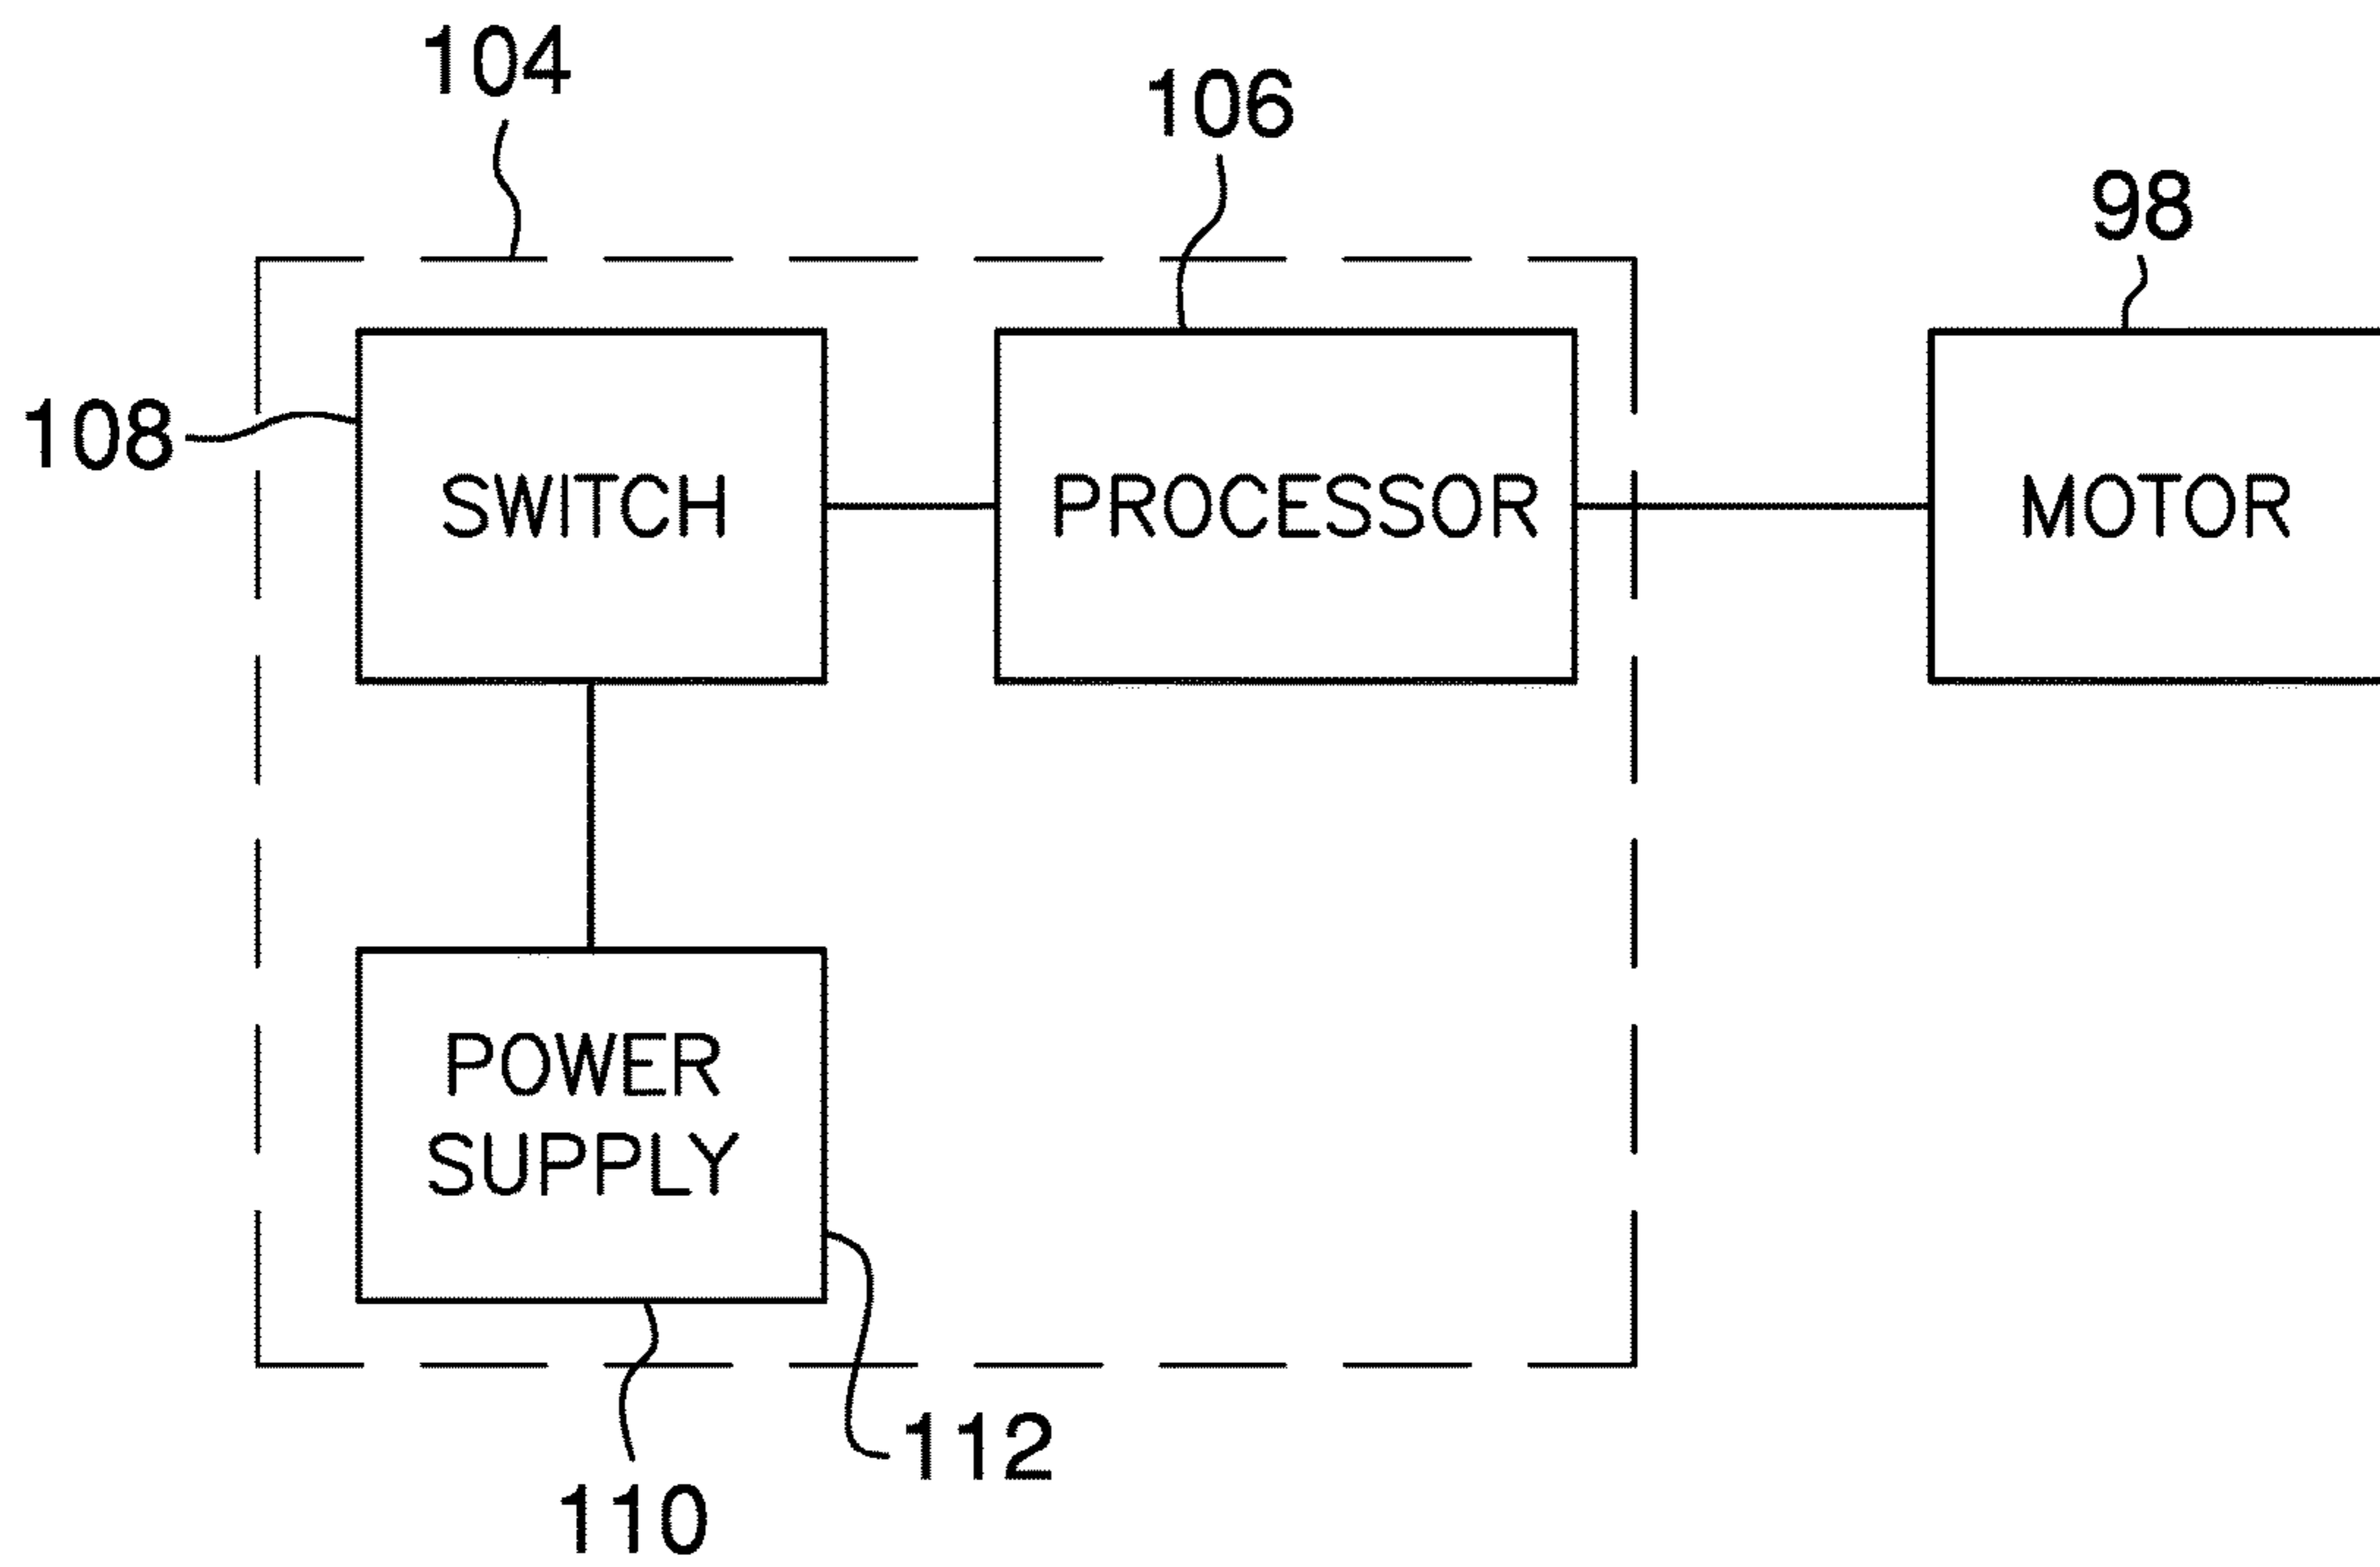 104
106
98
108
SWITCH
PROCESSOR
MOTOR
POWER
SUPPLY
112
110